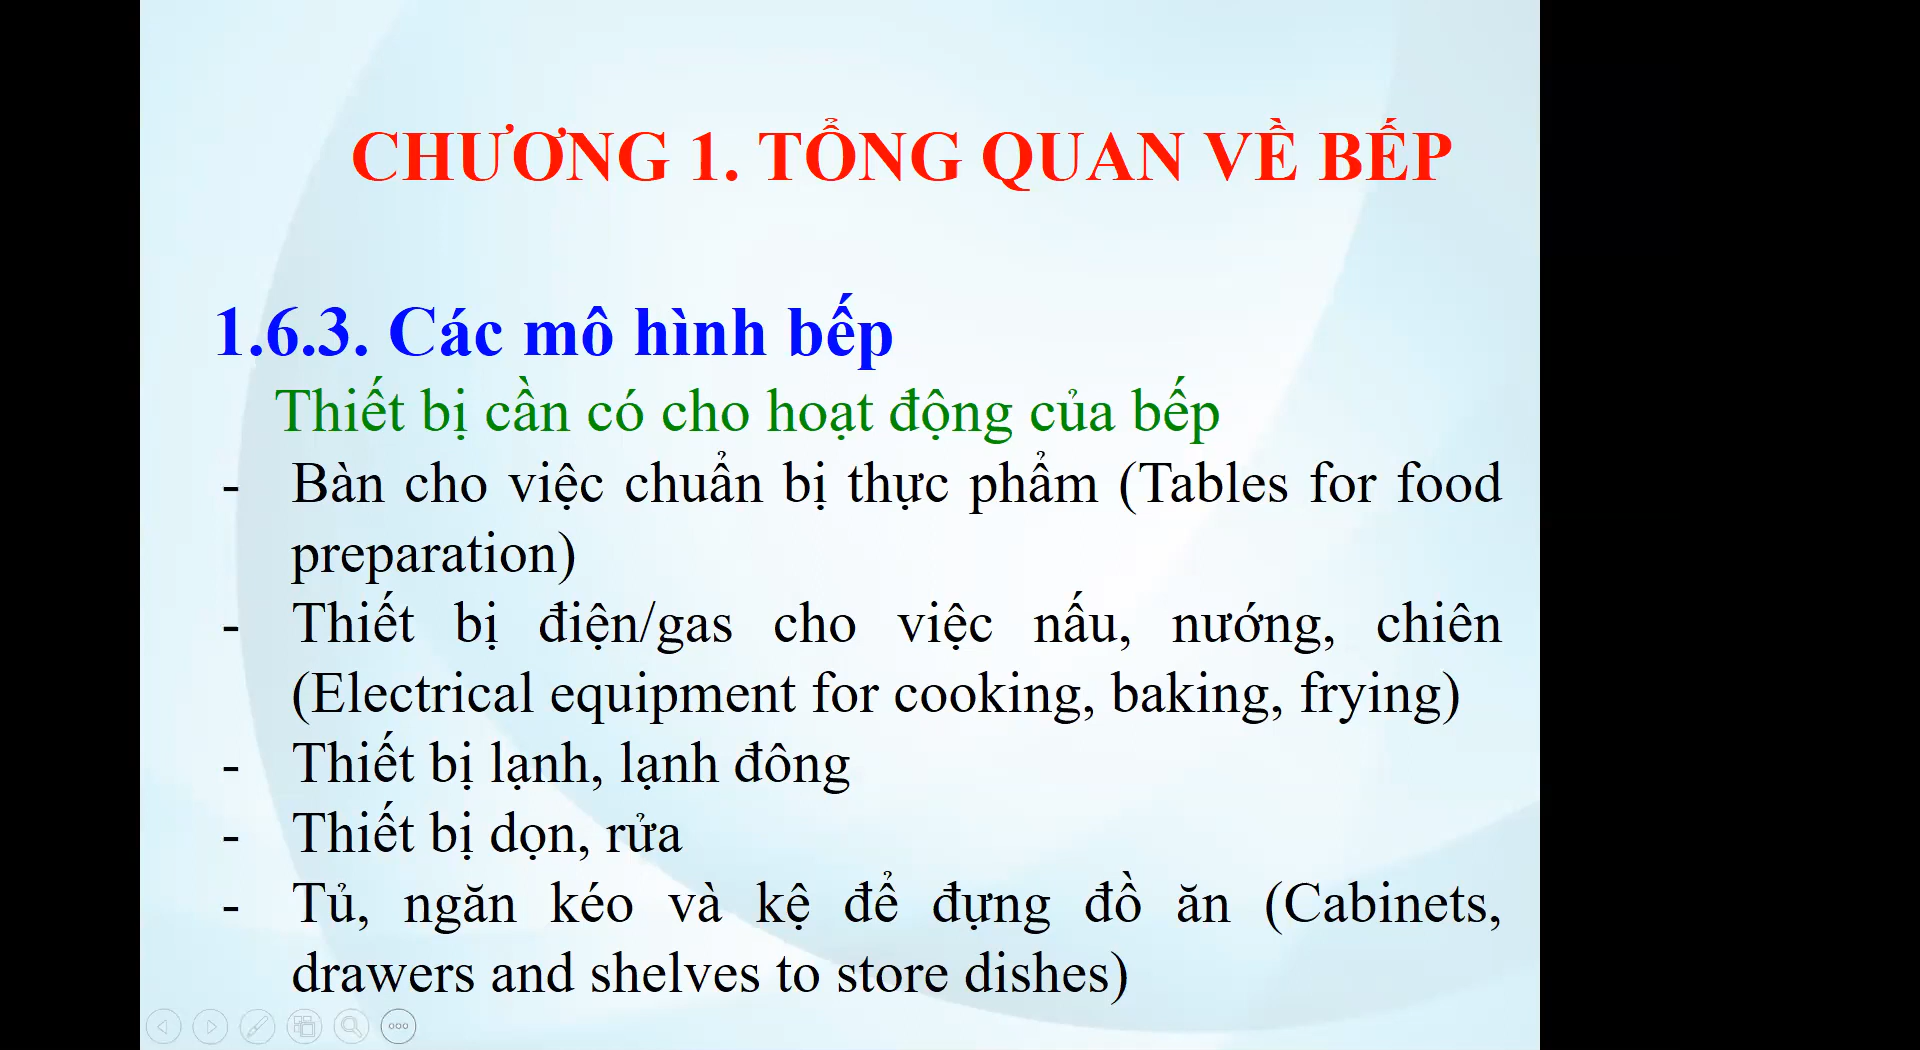 CHƯƠNG 1. TỔNG QUAN VỀ BẾP
1.6.3. Các mô hình bếp
Thiết bị cần có cho hoạt động của bếp
- Bàn cho việc chuẩn bị thực phẩm (Tables for food
preparation)
- Thiết bị điện/gas cho việc nấu, nướng, chiên
(Electrical equipment for cooking, baking, frying)
- Thiết bị lạnh, lạnh đông
- Thiết bị dọn, rửa
- Tủ, ngăn kéo và kệ để đựng đồ ăn (Cabinets,
drawers and shelves to store dishes)